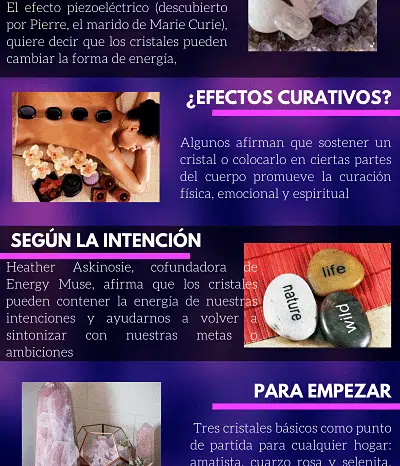 El efecto piezoeléctrico (descubierto
por Pierre, el marido de Marie Curie),
quiere decir que los cristales pueden
cambiar la forma de energía,
¿EFECTOS CURATIVOS?
Algunos afirman que sostener un
cristal o colocarlo en ciertas partes
del cuerpo promueve la curación
física, emocional y espiritual
SEGÚN LA INTENCIÓN
Heather Askinosie, cofundadora de
Energy Muse, afirma que los cristales
pueden contener la energía de nuestras
intenciones y ayudarnos a volver a
sintonizar con nuestras metas o
ambiciones
life
nature
wild
PARA EMPEZAR
Tres cristales básicos como punto
de partida para cualquier hogar:
amatista, cuarzo rosa y selenita.